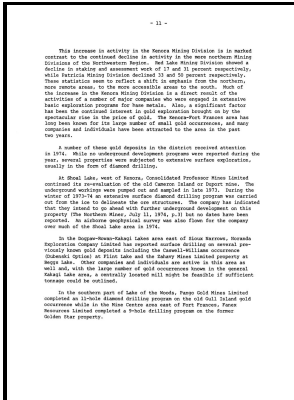 - 11 -
This increase in activity in the Kenora Mining Division is in marked
contrast to the continued decline in activity in the more northern Mining
Divisions of the Northwestern Region. Red Lake Mining Division showed a
decline in staking and assessment work of 17 and 31 percent respectively,
while Patricia Mining Division declined 33 and 50 percent respectively.
These statistics seem to reflect a shift in emphasis from the northern,
more remote areas, to the more accessible areas to the south. Much of
the increase in the Kenora Mining Division is a direct result of the
activities of a number of major companies who were engaged in extensive
basic exploration programs for base metals. Also, a significant factor
has been the continued interest in gold exploration brought on by the
spectacular rise in the price of gold. The Kenora-Fort Frances area has
long been known for its large number of small gold occurrences, and many
companies and individuals have been attracted to the area in the past
two years.
A number of these gold deposits in the district received attention
in 1974. While no underground development programs were reported during the
year, several properties were subjected to extensive surface exploration,
usually in the form of diamond drilling.
At Shoal Lake, west of Kenora, Consolidated Professor Mines Limited
continued its re-evaluation of the old Cameron Island or Duport mine. The
underground workings were pumped out and sampled in late 1973. During the
winter of 1973-74 an extensive surface diamond drilling program was carried
out from the ice to delineate the ore structures. The company has indicated
that they intend to go ahead with further underground development on this
property (The Northern Miner, July 11, 1974, p.3) but no dates have been
reported. An airborne geophysical survey was also flown for the company
over much of the Shoal Lake area in 1974.
In the Dogpaw-Rowan-Kakagi Lakes area east of Sioux Narrows, Noranda
Exploration Company Limited has reported surface drilling on several, pre-
viously known gold deposits including the Caswell-Williams occurrence
(Dubenski Option) at Flint Lake and the Zahavy Mines Limited property at
Beggs Lake. Other companies and individuals are active in this area as
well and, with the large number of gold occurrences known in the general
Kakagi Lake area, a centrally located mill might be feasible if sufficient
tonnage could be outlined.
In the southern part of Lake of the Woods, Fango Gold Mines Limited
completed an 11-hole diamond drilling program on the old Gull Island gold
occurrence while in the Mine Centre area east of Fort Frances, Fanex
Resources Limited completed a 5-hole drilling program on the former
Golden Star property.